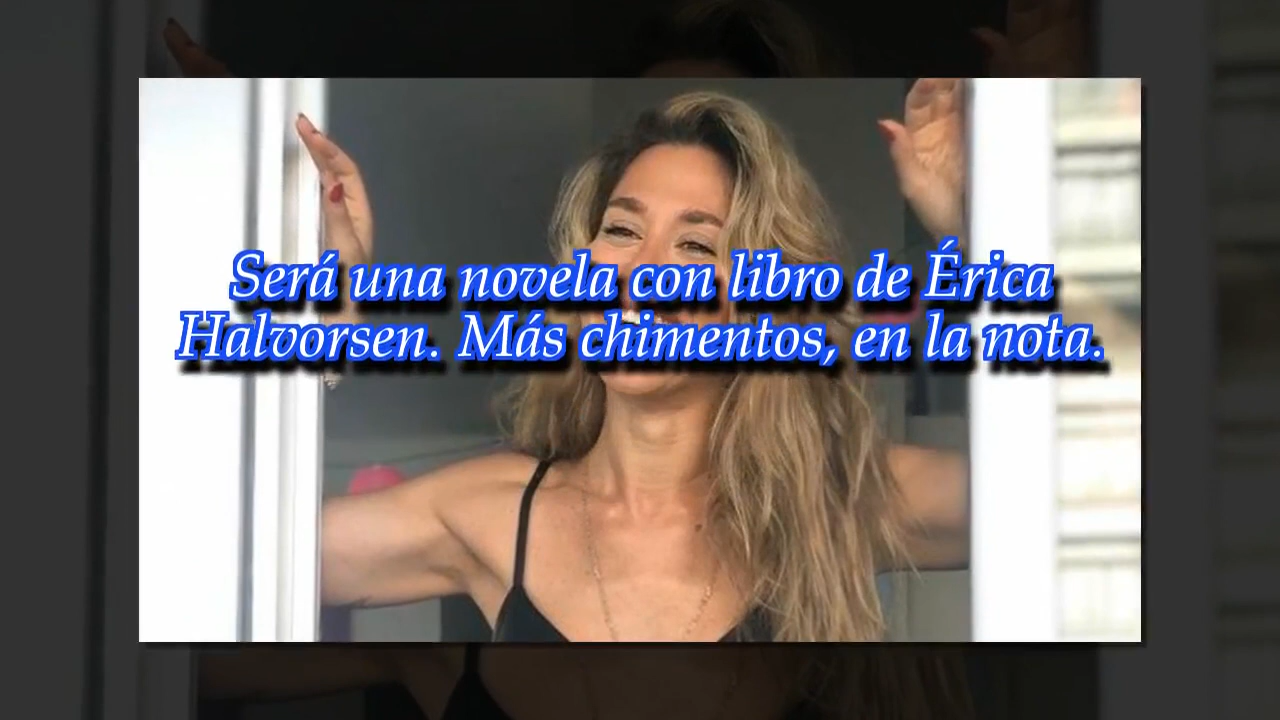 Será una novela con libro de Érica
Halvorsen. Más chimentos, en la nota.